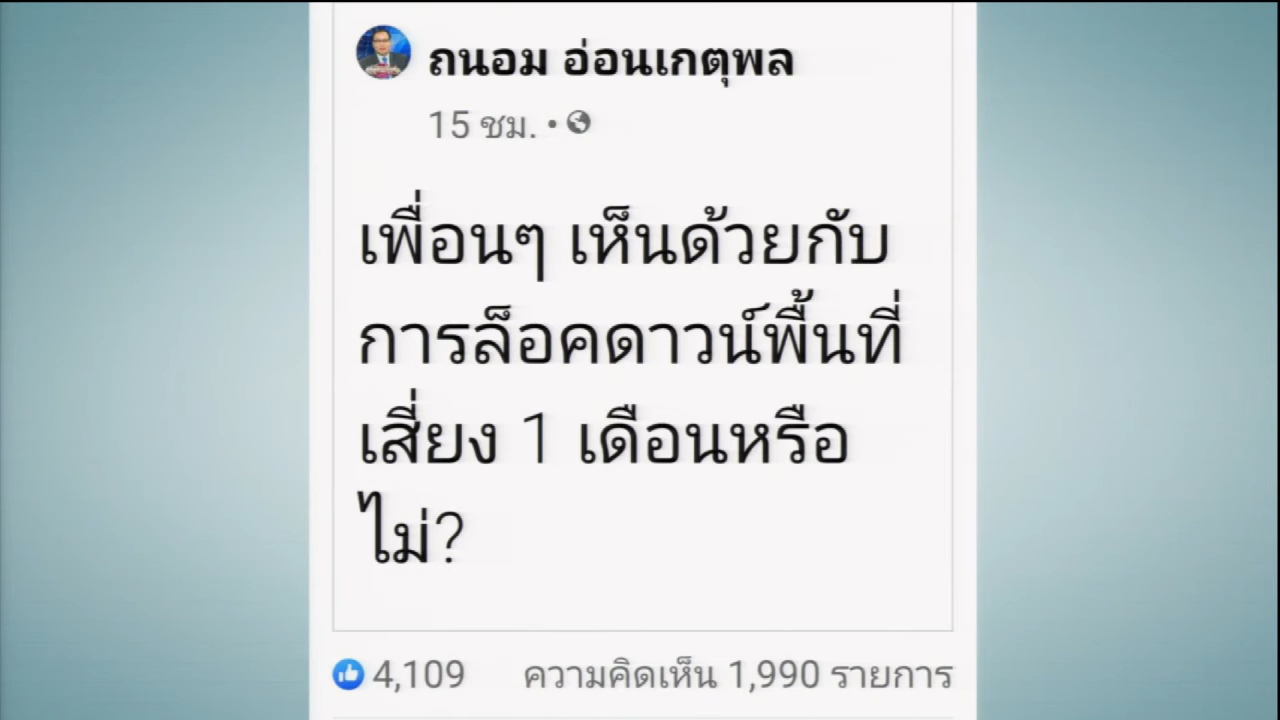 ถนอม อ่อนเกตุพล
15 ชม. •
เพื่อนๆ เห็นด้วยกับ
การล็อคดาวน์พื้นที่
เสี่ยง 1 เดือนหรือ
ไม่?
4,109 ความคิดเห็น 1,990 รายการ